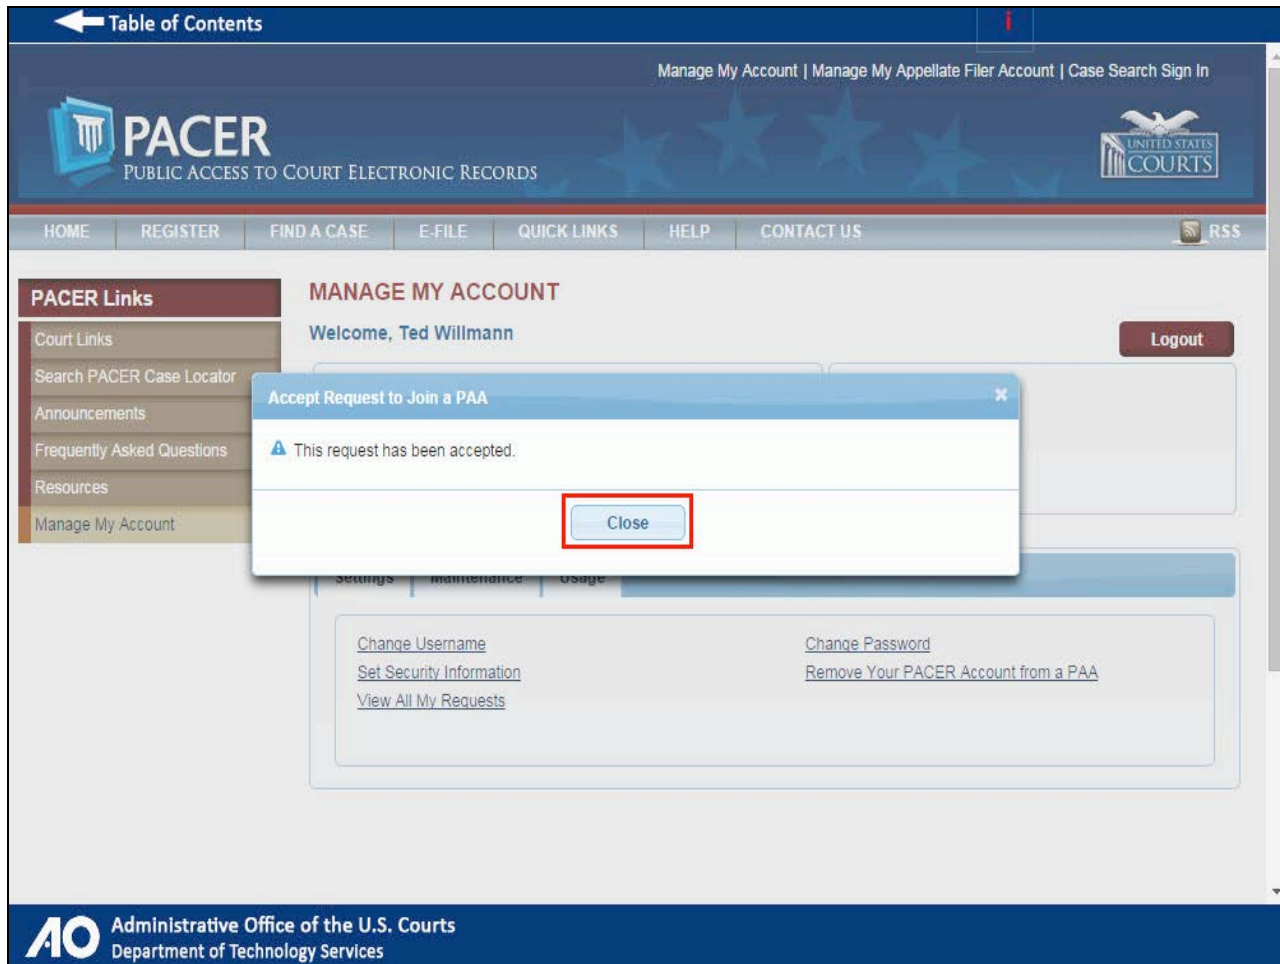 Table of Contents
i
Manage My Account | Manage My Appellate Filer Account | Case Search Sign In
PACER
PUBLIC ACCESS TO COURT ELECTRONIC RECORDS
UNITED STATES
COURTS
HOME REGISTER FIND A CASE E-FILE QUICK LINKS HELP CONTACT US RSS
PACER Links
Court Links
Search PACER Case Locator
Announcements
Frequently Asked Questions
Resources
Manage My Account
MANAGE MY ACCOUNT
Welcome, Ted Willmann
Logout
Accept Request to Join a PAA
This request has been accepted.
Close
Settings Maintenance Usage
Change Username Change Password
Set Security Information Remove Your PACER Account from a PAA
View All My Requests
AO
Administrative Office of the U.S. Courts
Department of Technology Services